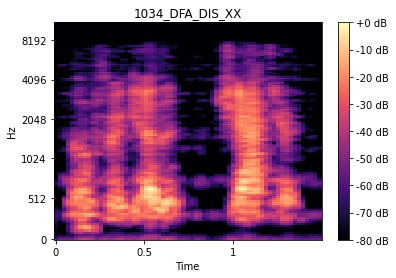 1034_DFA_DIS_XX
8192
4096
2048
1024
512
0
Hz
0
0.5
1
Time
+0 dB
-10 dB
-20 dB
-30 dB
-40 dB
-50 dB
-60 dB
-70 dB
-80 dB